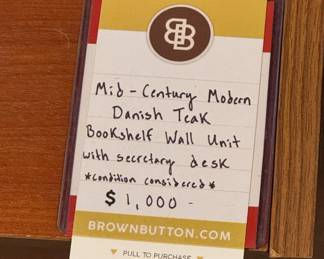 BB
Mid-Century Modern
Danish Teak
Bookshelf Wall Unit
with secretary desk
*condition considered*
$1,000-
BROWNBUTTON.COM
PULL TO PURCHASE